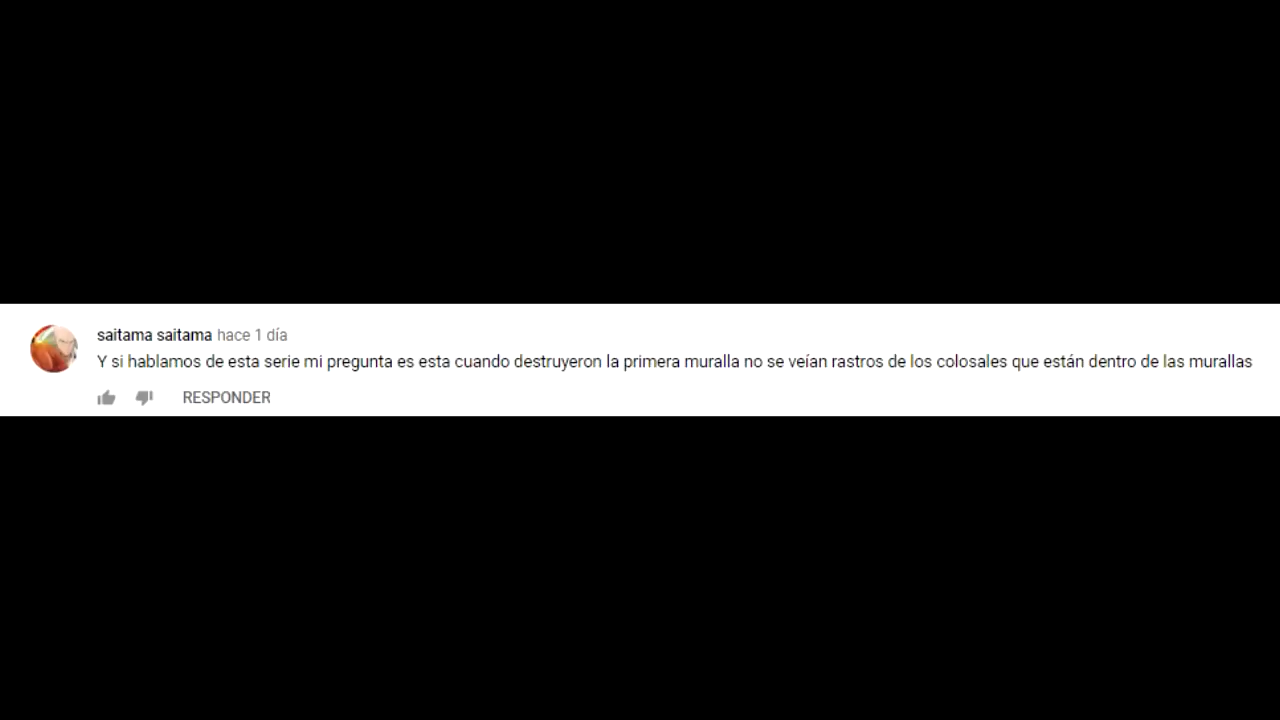 saitama saitama hace 1 día
Y si hablamos de esta serie mi pregunta es esta cuando destruyeron la primera muralla no se veían rastros de los colosales que están dentro de las murallas
RESPONDER